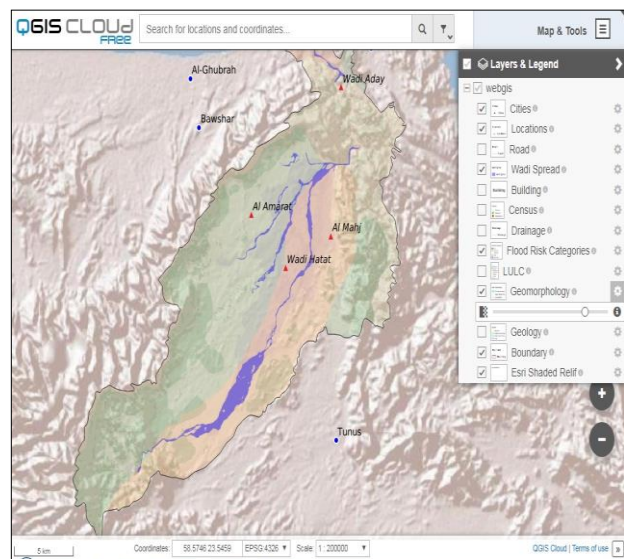 QGIS CLOUD
FREE
Search for locations and coordinates...
Map & Tools
Layers & Legend
webgis
Cities
Locations
Road
Wadi Spread
Building
Census
Drainage
Flood Risk Categories
LULC
Geomorphology
Geology
Boundary
Esri Shaded Relif
Al-Ghubrah
Wadi Aday
Bawshar
Al Amarat
Al Mahj
Wadi Hatat
Tunus
5 km
Coordinates: 58.5746 23.5459 EPSG:4326 Scale: 1 : 200000
QGIS Cloud | Terms of use